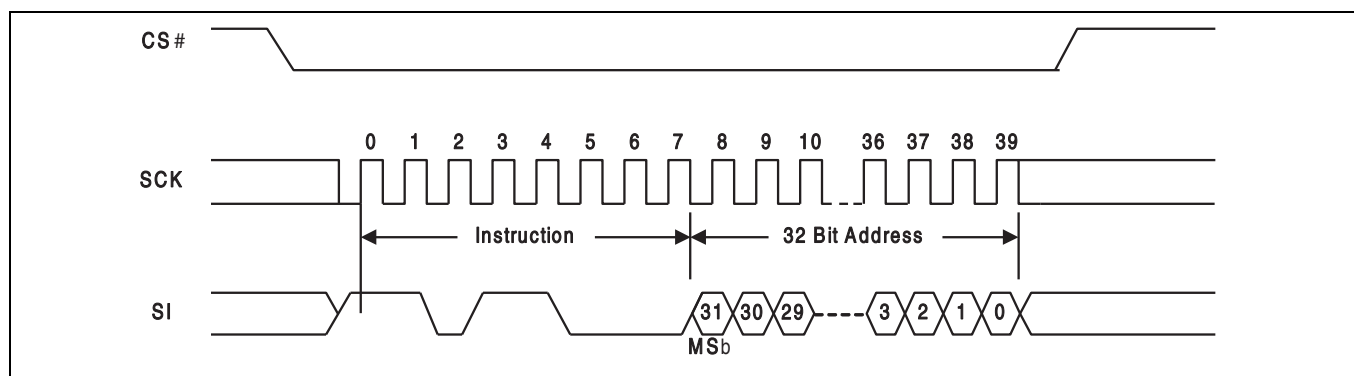 CS#
0 1 2 3 4 5 6 7 8 9 10 36 37 38 39
SCK
Instruction 32 Bit Address
SI 31 30 29 3 2 1 0
MSb